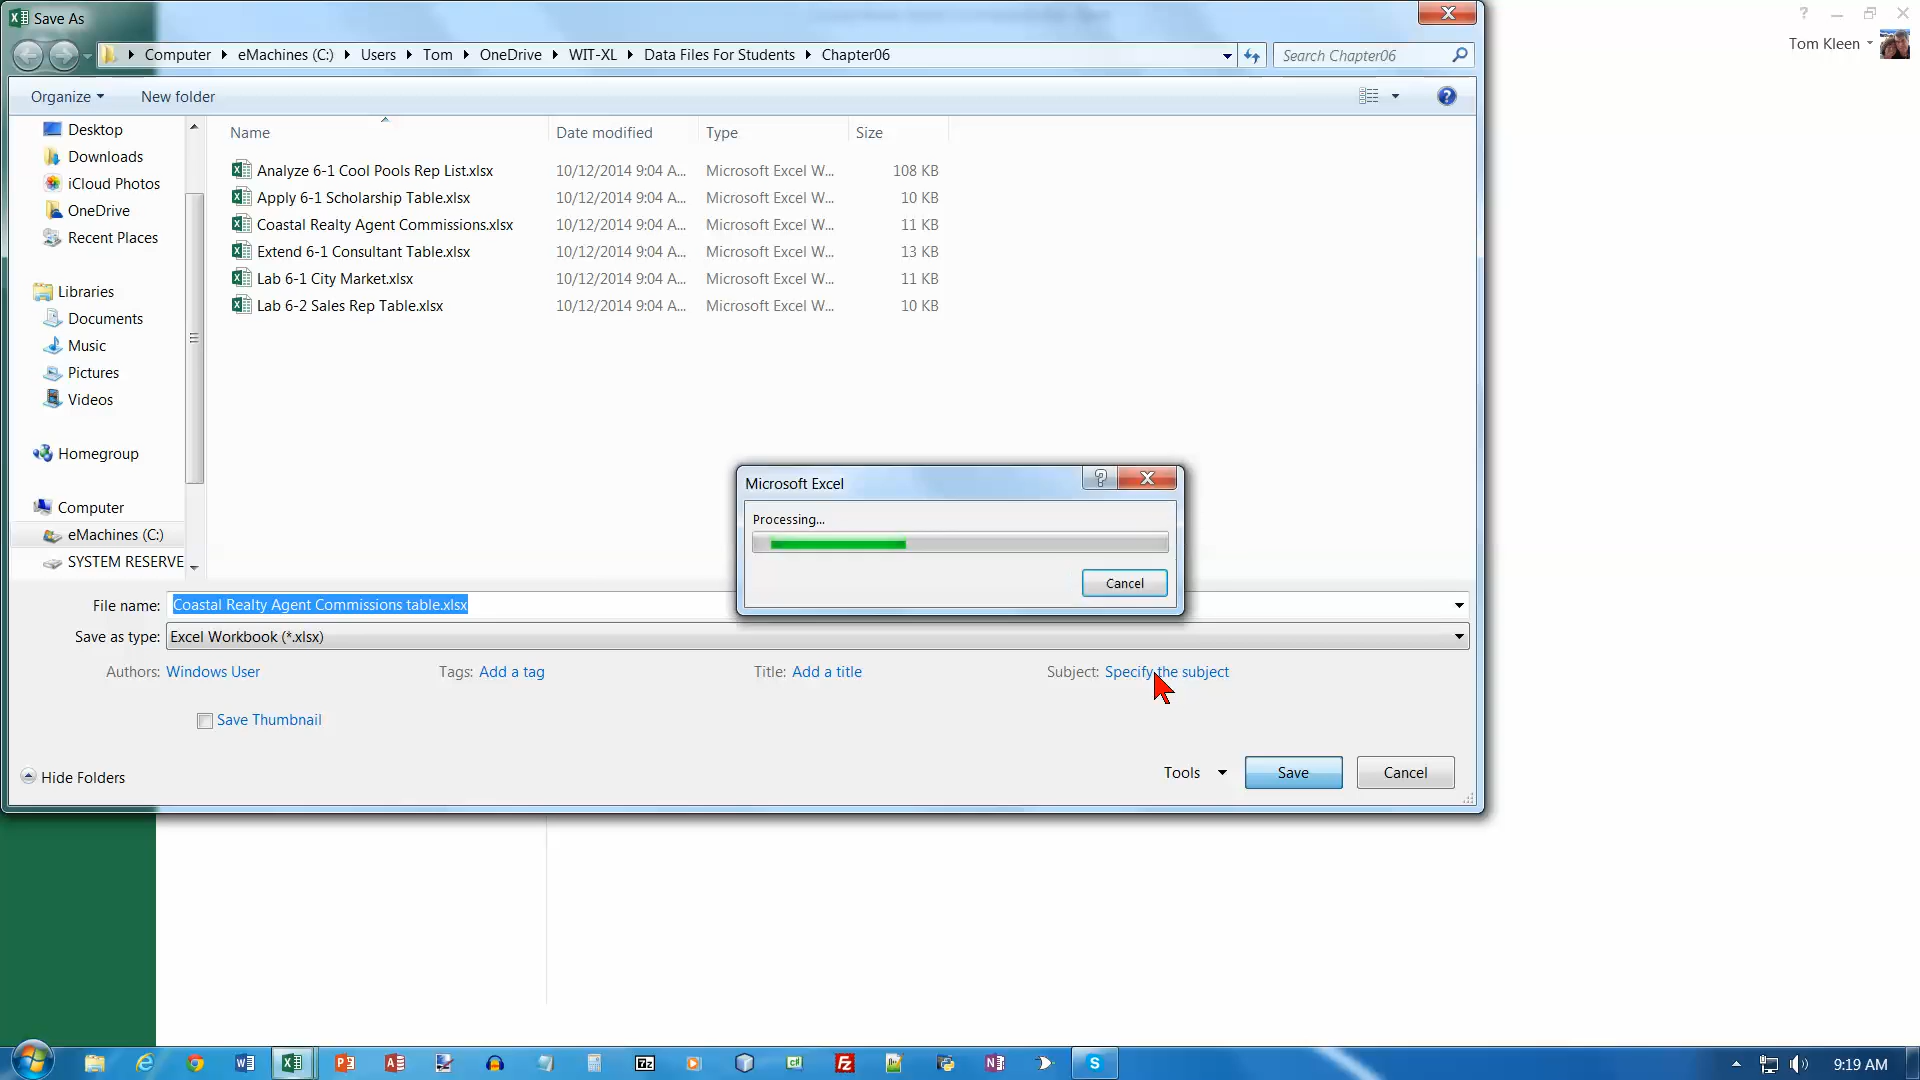 Save As
Tom Kleen
Computer eMachines (C:) Users Tom OneDrive WIT-XL Data Files For Students Chapter06
Search Chapter06
Organize New folder
Name Date modified Type Size
Desktop
Downloads
iCloud Photos
OneDrive
Recent Places
Libraries
Documents
Music
Pictures
Videos
Homegroup
Computer
eMachines (C:)
SYSTEM RESERVE
Analyze 6-1 Cool Pools Rep List.xlsx 10/12/2014 9:04 A... Microsoft Excel W... 108 KB
Apply 6-1 Scholarship Table.xlsx 10/12/2014 9:04 A... Microsoft Excel W... 10 KB
Coastal Realty Agent Commissions.xlsx 10/12/2014 9:04 A... Microsoft Excel W... 11 KB
Extend 6-1 Consultant Table.xlsx 10/12/2014 9:04 A... Microsoft Excel W... 13 KB
Lab 6-1 City Market.xlsx 10/12/2014 9:04 A... Microsoft Excel W... 11 KB
Lab 6-2 Sales Rep Table.xlsx 10/12/2014 9:04 A... Microsoft Excel W... 10 KB
Microsoft Excel
Processing...
Cancel
File name: Coastal Realty Agent Commissions table.xlsx
Save as type: Excel Workbook (*.xlsx)
Authors: Windows User Tags: Add a tag Title: Add a title Subject: Specify the subject
Save Thumbnail
Hide Folders
Tools Save Cancel
9:19 AM